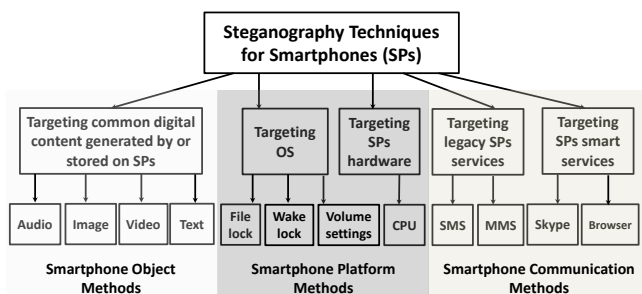 Steganography Techniques
for Smartphones (SPs)
Targeting common digital
content generated by or
stored on SPs
Targeting
OS
Targeting
SPs
hardware
Targeting
legacy SPs
services
Targeting
SPs smart
services
Audio
Image
Video
Text
File
lock
Wake
lock
Volume
settings
CPU
SMS
MMS
Skype
Browser
Smartphone Object
Methods
Smartphone Platform
Methods
Smartphone Communication
Methods